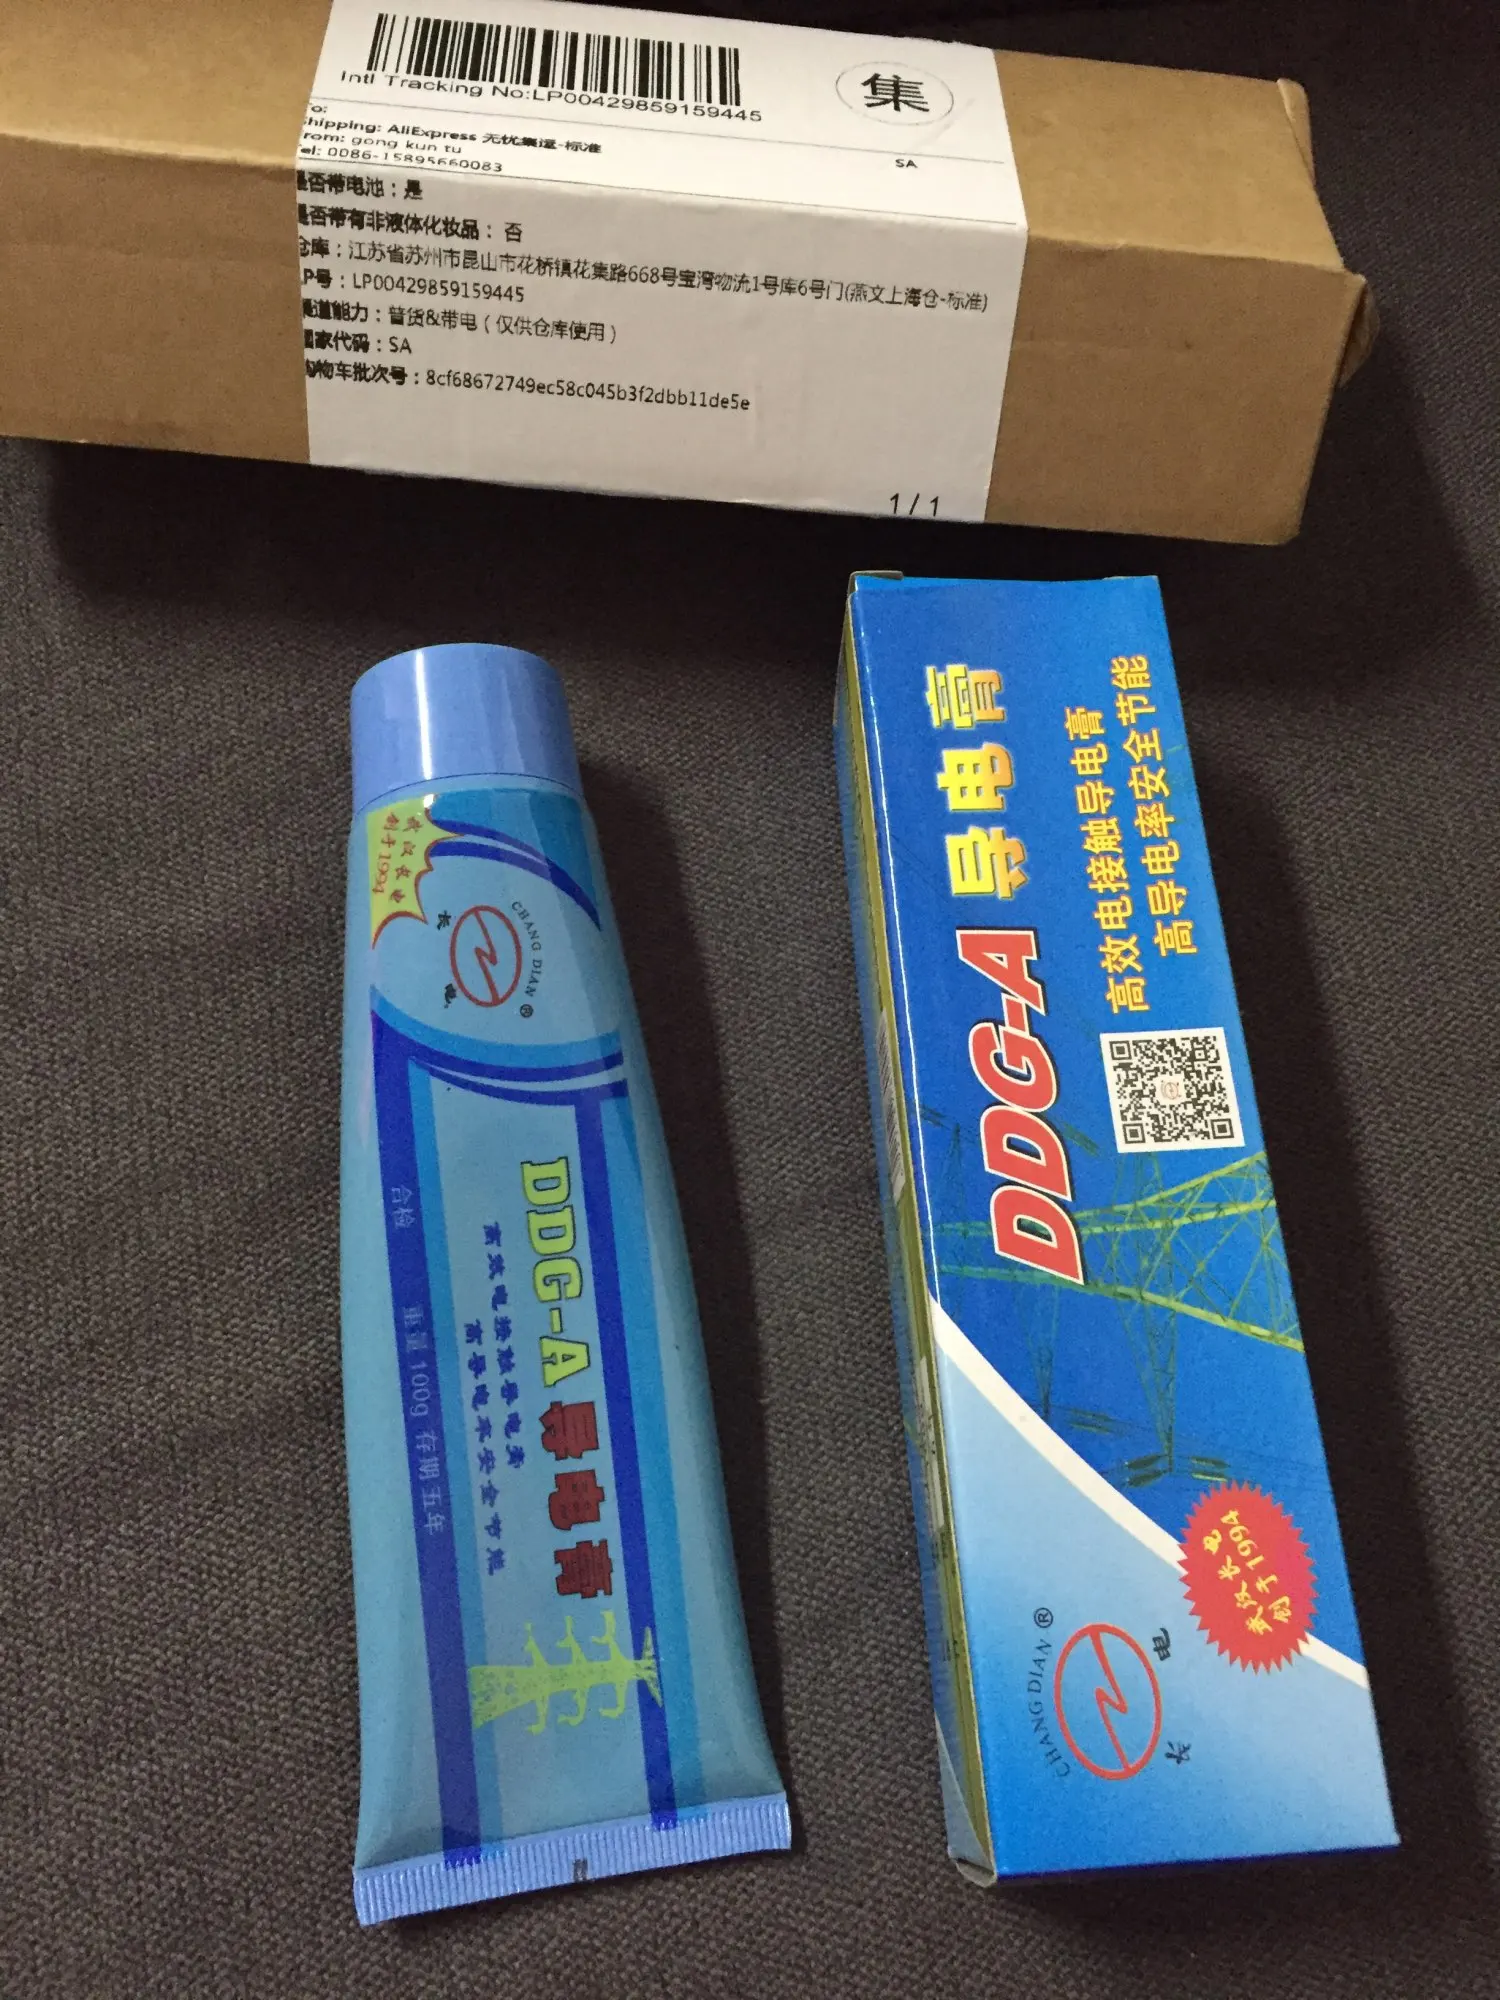 Intl Tracking No:LP00429859159445
集
To:
Shipping: AliExpress 无忧集运-标准
From: gong kun tu
Tel: 0086-15895660083
SA
是否带电池：是
是否带有非液体化妆品：否
仓库：江苏省苏州市昆山市花桥镇花集路668号宝湾物流1号库6号门(燕文上海仓-标准)
LP号：LP00429859159445
渠道能力：普货&带电（仅供仓库使用）
国家代码：SA
购物车批次号：8cf68672749ec58c045b3f2dbb11de5e
1/1
武汉长电
创于1994
长电
CHANG DIAN ®
DDG-A 导电膏
高效电接触导电膏
高导电率安全节能
合检 重量100g 存期五年
DDG-A 导电膏
高效电接触导电膏
高导电率安全节能
武汉长电
创于1994
CHANG DIAN ®
长电